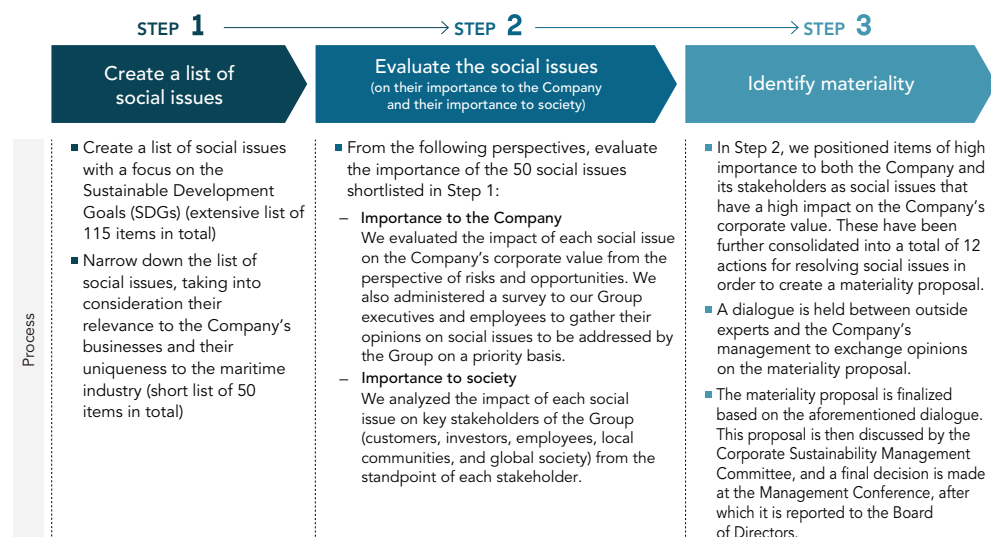 STEP 1
STEP 2
STEP 3
Create a list of
social issues
Evaluate the social issues
(on their importance to the Company
and their importance to society)
Identify materiality
Process
Create a list of social issues
with a focus on the
Sustainable Development
Goals (SDGs) (extensive list of
115 items in total)
Narrow down the list of
social issues, taking into
consideration their
relevance to the Company's
businesses and their
uniqueness to the maritime
industry (short list of 50
items in total)
From the following perspectives, evaluate
the importance of the 50 social issues
shortlisted in Step 1:
– Importance to the Company
We evaluated the impact of each social issue
on the Company's corporate value from the
perspective of risks and opportunities. We
also administered a survey to our Group
executives and employees to gather their
opinions on social issues to be addressed by
the Group on a priority basis.
– Importance to society
We analyzed the impact of each social
issue on key stakeholders of the Group
(customers, investors, employees, local
communities, and global society) from the
standpoint of each stakeholder.
In Step 2, we positioned items of high
importance to both the Company and
its stakeholders as social issues that
have a high impact on the Company's
corporate value. These have been
further consolidated into a total of 12
actions for resolving social issues in
order to create a materiality proposal.
A dialogue is held between outside
experts and the Company's
management to exchange opinions
on the materiality proposal.
The materiality proposal is finalized
based on the aforementioned dialogue.
This proposal is then discussed by the
Corporate Sustainability Management
Committee, and a final decision is made
at the Management Conference, after
which it is reported to the Board
of Directors.